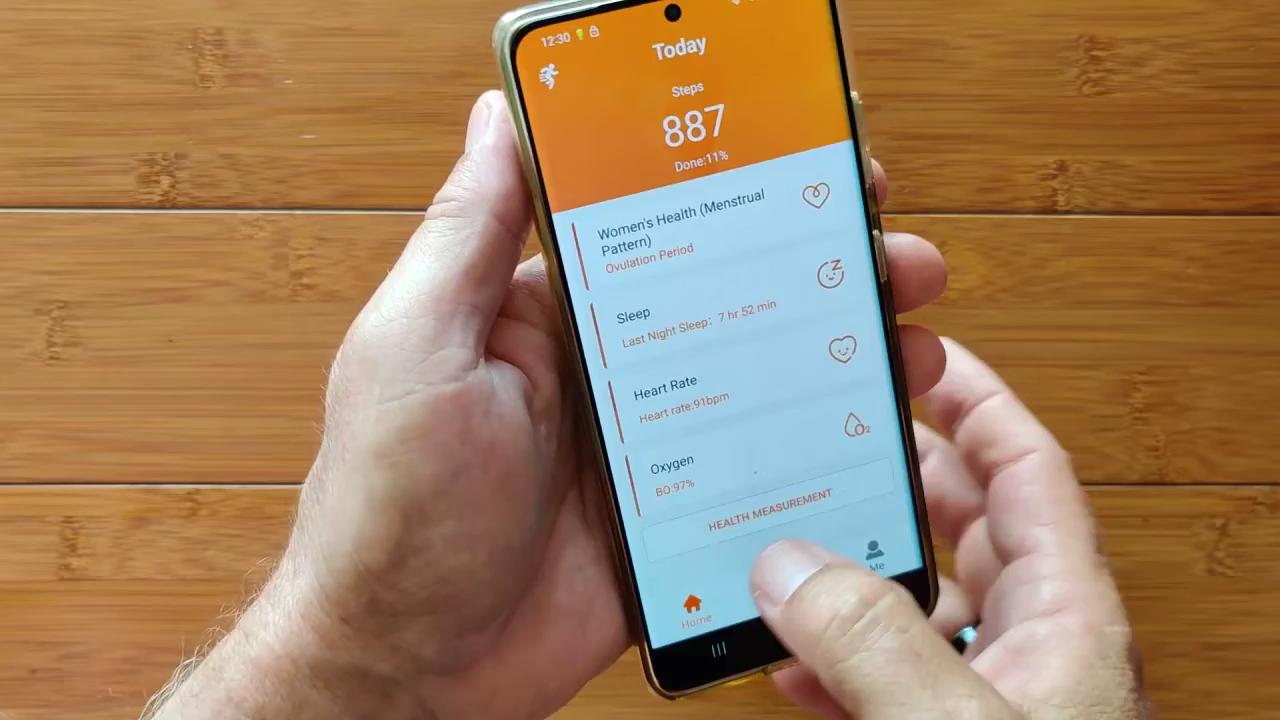 12:30
Today
Steps
887
Done:11%
Women's Health (Menstrual
Pattern)
Ovulation Period
Sleep
Last Night Sleep: 7 hr 52 min
Heart Rate
Heart rate:91bpm
O2
Oxygen
BO:97%
HEALTH MEASUREMENT
Home
Me